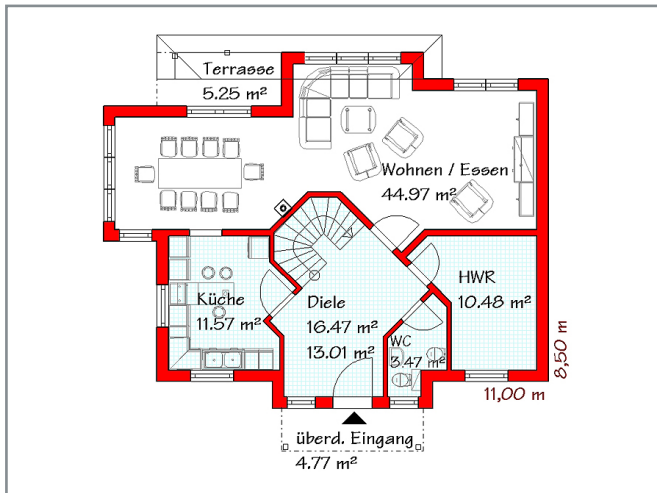 Terrasse
5.25 m²
Wohnen / Essen
44.97 m²
Küche
11.57 m²
Diele
16.47 m²
13.01 m²
HWR
10.48 m²
WC
3.47 m²
8,50 m
11,00 m
überd. Eingang
4.77 m²